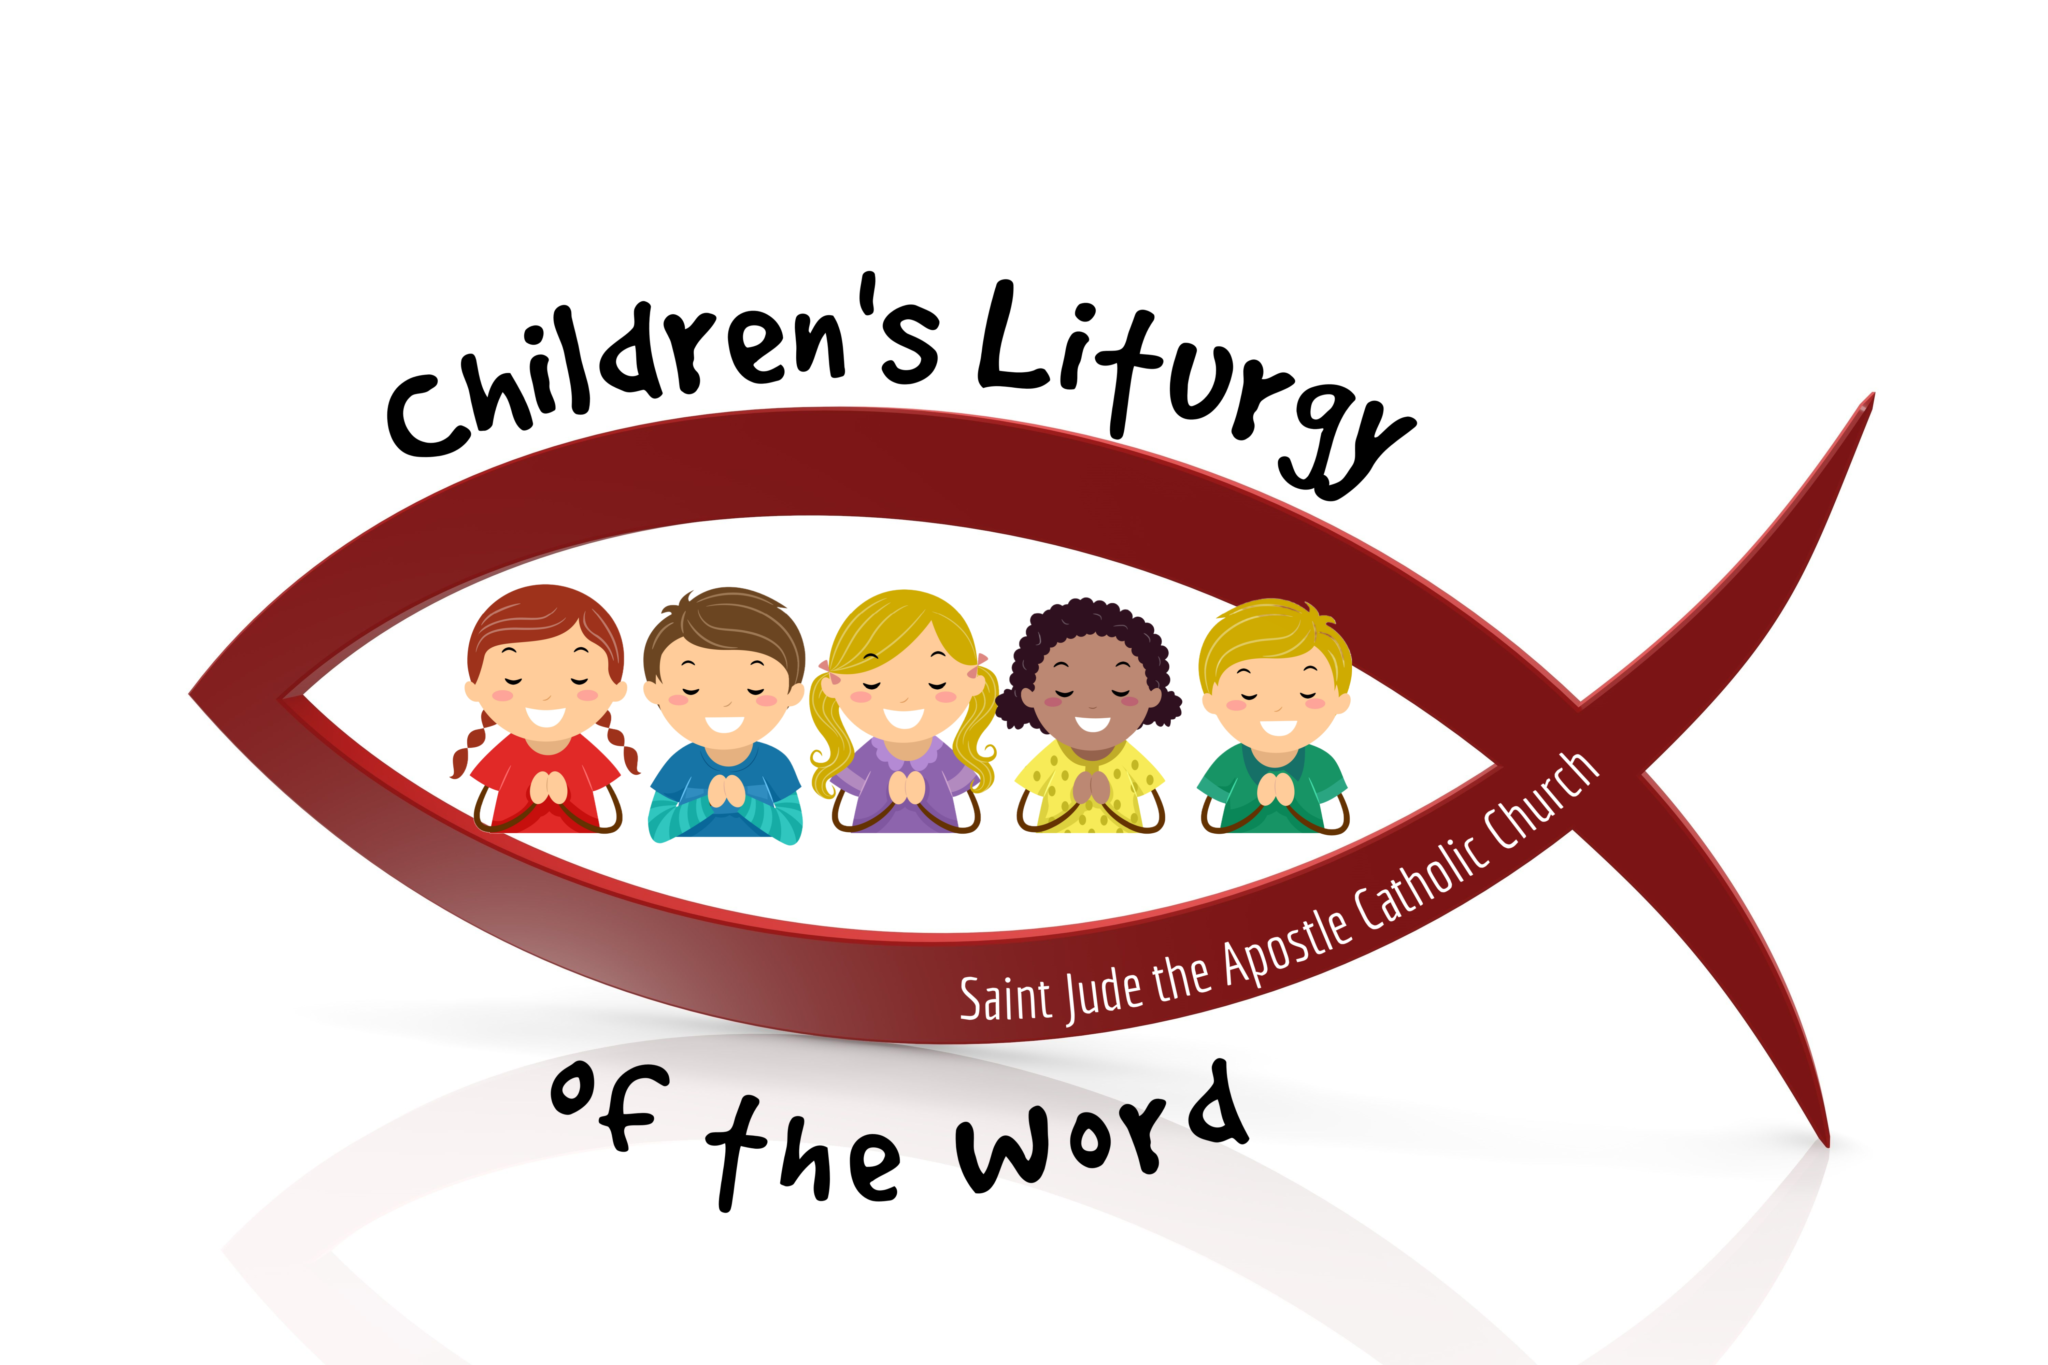 Children's Liturgy
Saint Jude the Apostle Catholic Church
of the Word